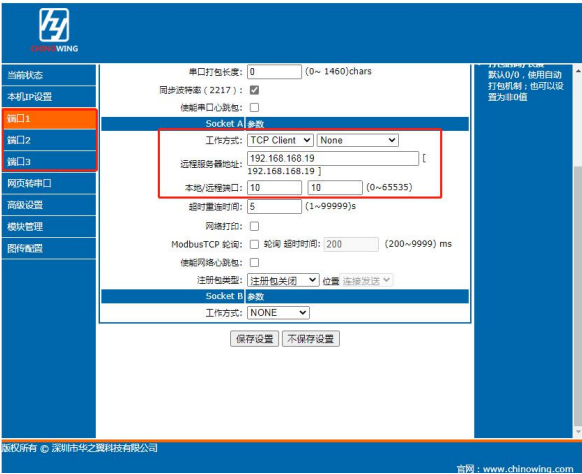 CHINOWING
当前状态
本机IP设置
端口1
端口2
端口3
网页转串口
高级设置
模块管理
图传配置
串口打包长度: 0 (0~ 1460)chars
同步波特率（2217）:
使能串口心跳包:
Socket A 参数
工作方式: TCP Client None
远程服务器地址: 192.168.168.19 [
192.168.168.19 ]
本地/远程端口: 10 10 (0~65535)
超时重连时间: 5 (1~99999)s
网络打印:
ModbusTCP 轮询: 轮询 超时时间: 200 (200~9999) ms
使能网络心跳包:
注册包类型: 注册包关闭 位置 连接发送
Socket B 参数
工作方式: NONE
保存设置 不保存设置
默认0/0，使用自动
打包机制；也可以设
置为非0值
版权所有 © 深圳市华之翼科技有限公司
官网：www.chinowing.com